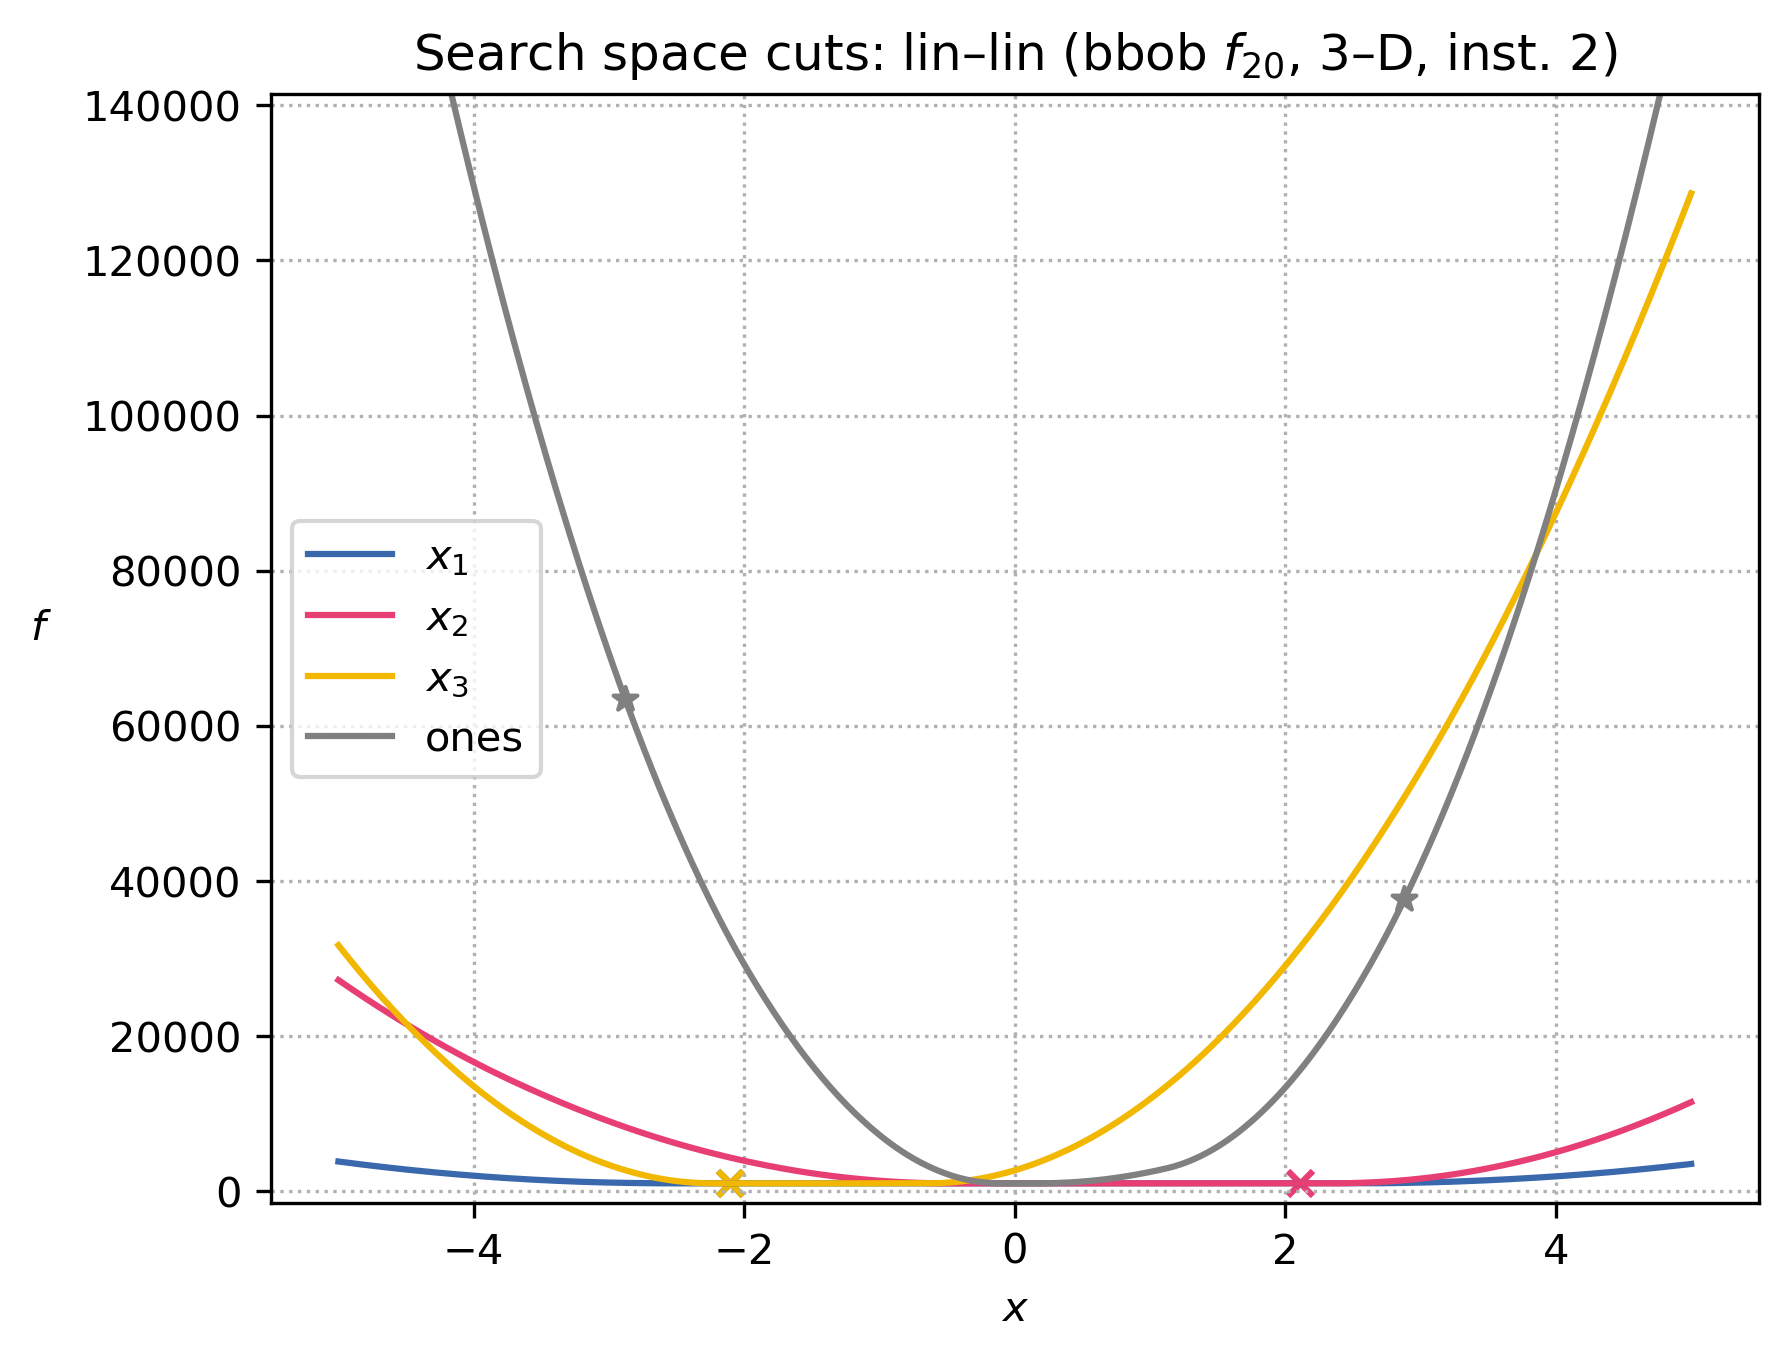 Search space cuts: lin–lin (bbob f20, 3–D, inst. 2)
140000
120000
100000
80000
60000
40000
20000
0
f
x1
x2
x3
ones
−4 −2 0 2 4
x